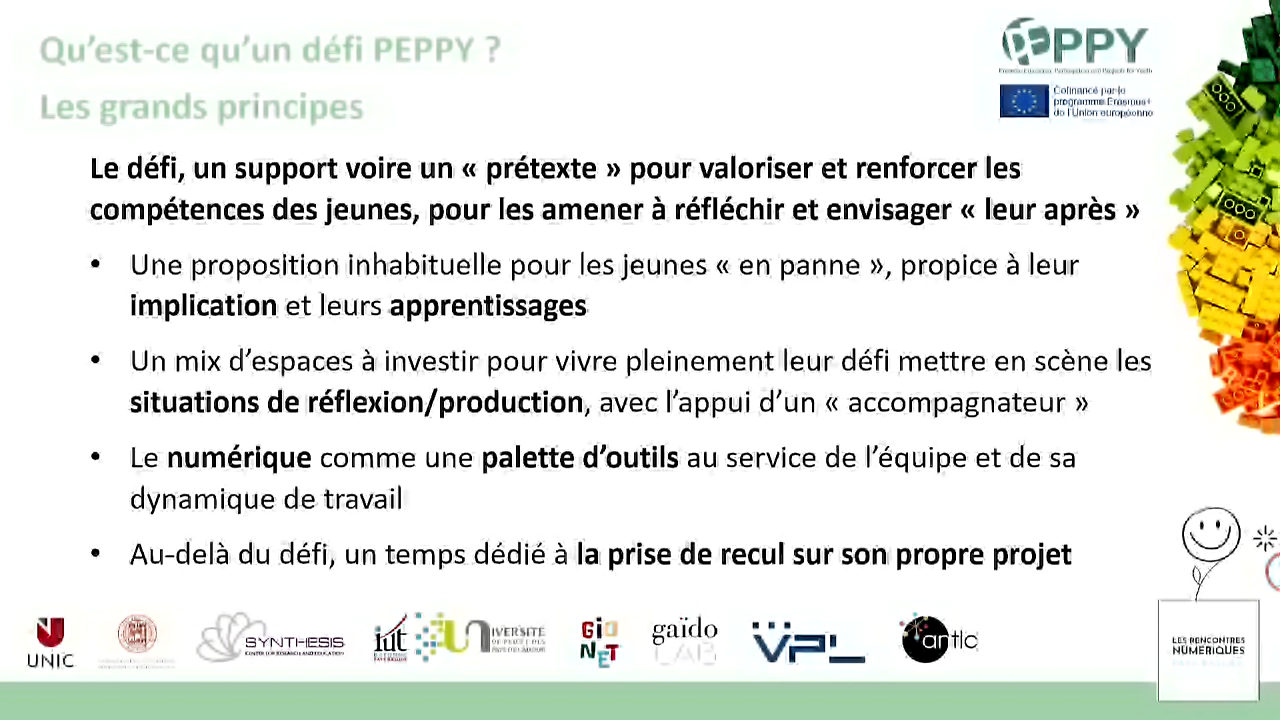 Qu’est-ce qu’un défi PEPPY ?
Les grands principes
PEPPY
Cofinancé par le
programme Erasmus+
de l'Union européenne
Le défi, un support voire un « prétexte » pour valoriser et renforcer les
compétences des jeunes, pour les amener à réfléchir et envisager « leur après »
• Une proposition inhabituelle pour les jeunes « en panne », propice à leur
implication et leurs apprentissages
• Un mix d’espaces à investir pour vivre pleinement leur défi mettre en scène les
situations de réflexion/production, avec l’appui d’un « accompagnateur »
• Le numérique comme une palette d’outils au service de l’équipe et de sa
dynamique de travail
• Au-delà du défi, un temps dédié à la prise de recul sur son propre projet
UNIC
SYNTHESIS
CENTER FOR RESEARCH AND EDUCATION
iut
UNIVERSITÉ
GIONET
gaïdo
LAB
VPL
antic
LES RENCONTRES
NUMÉRIQUES